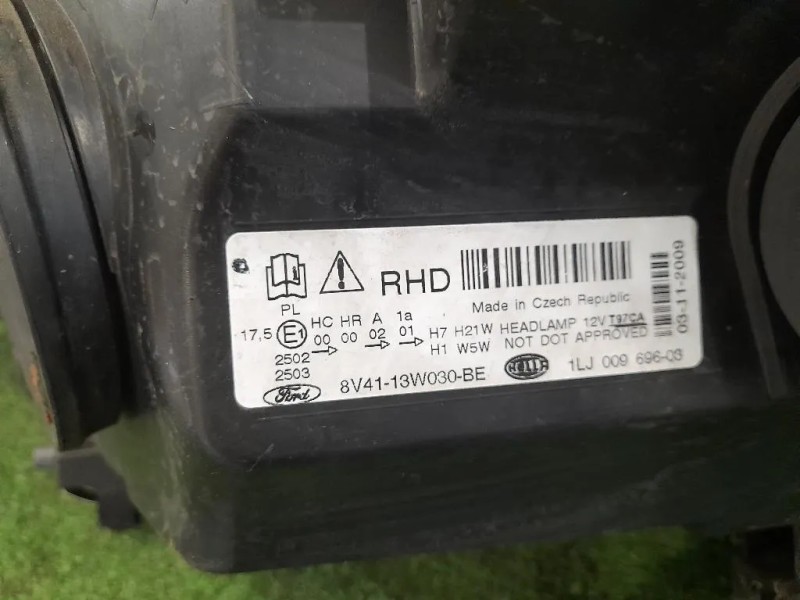 RHD
PL
Made in Czech Republic
17,5 E1 HC HR A 1a
00 00 02 01
H7 H21W HEADLAMP 12V T97CA
H1 W5W NOT DOT APPROVED
2502
2503
Ford 8V41-13W030-BE HELLA 1LJ 009 696-03
03-11-2009